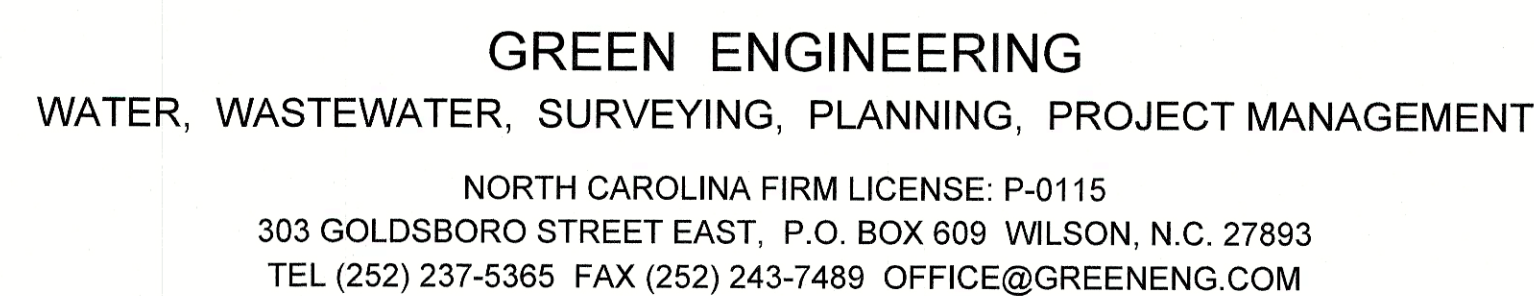 GREEN ENGINEERING
WATER, WASTEWATER, SURVEYING, PLANNING, PROJECT MANAGEMENT
NORTH CAROLINA FIRM LICENSE: P-0115
303 GOLDSBORO STREET EAST, P.O. BOX 609 WILSON, N.C. 27893
TEL (252) 237-5365 FAX (252) 243-7489 OFFICE@GREENENG.COM